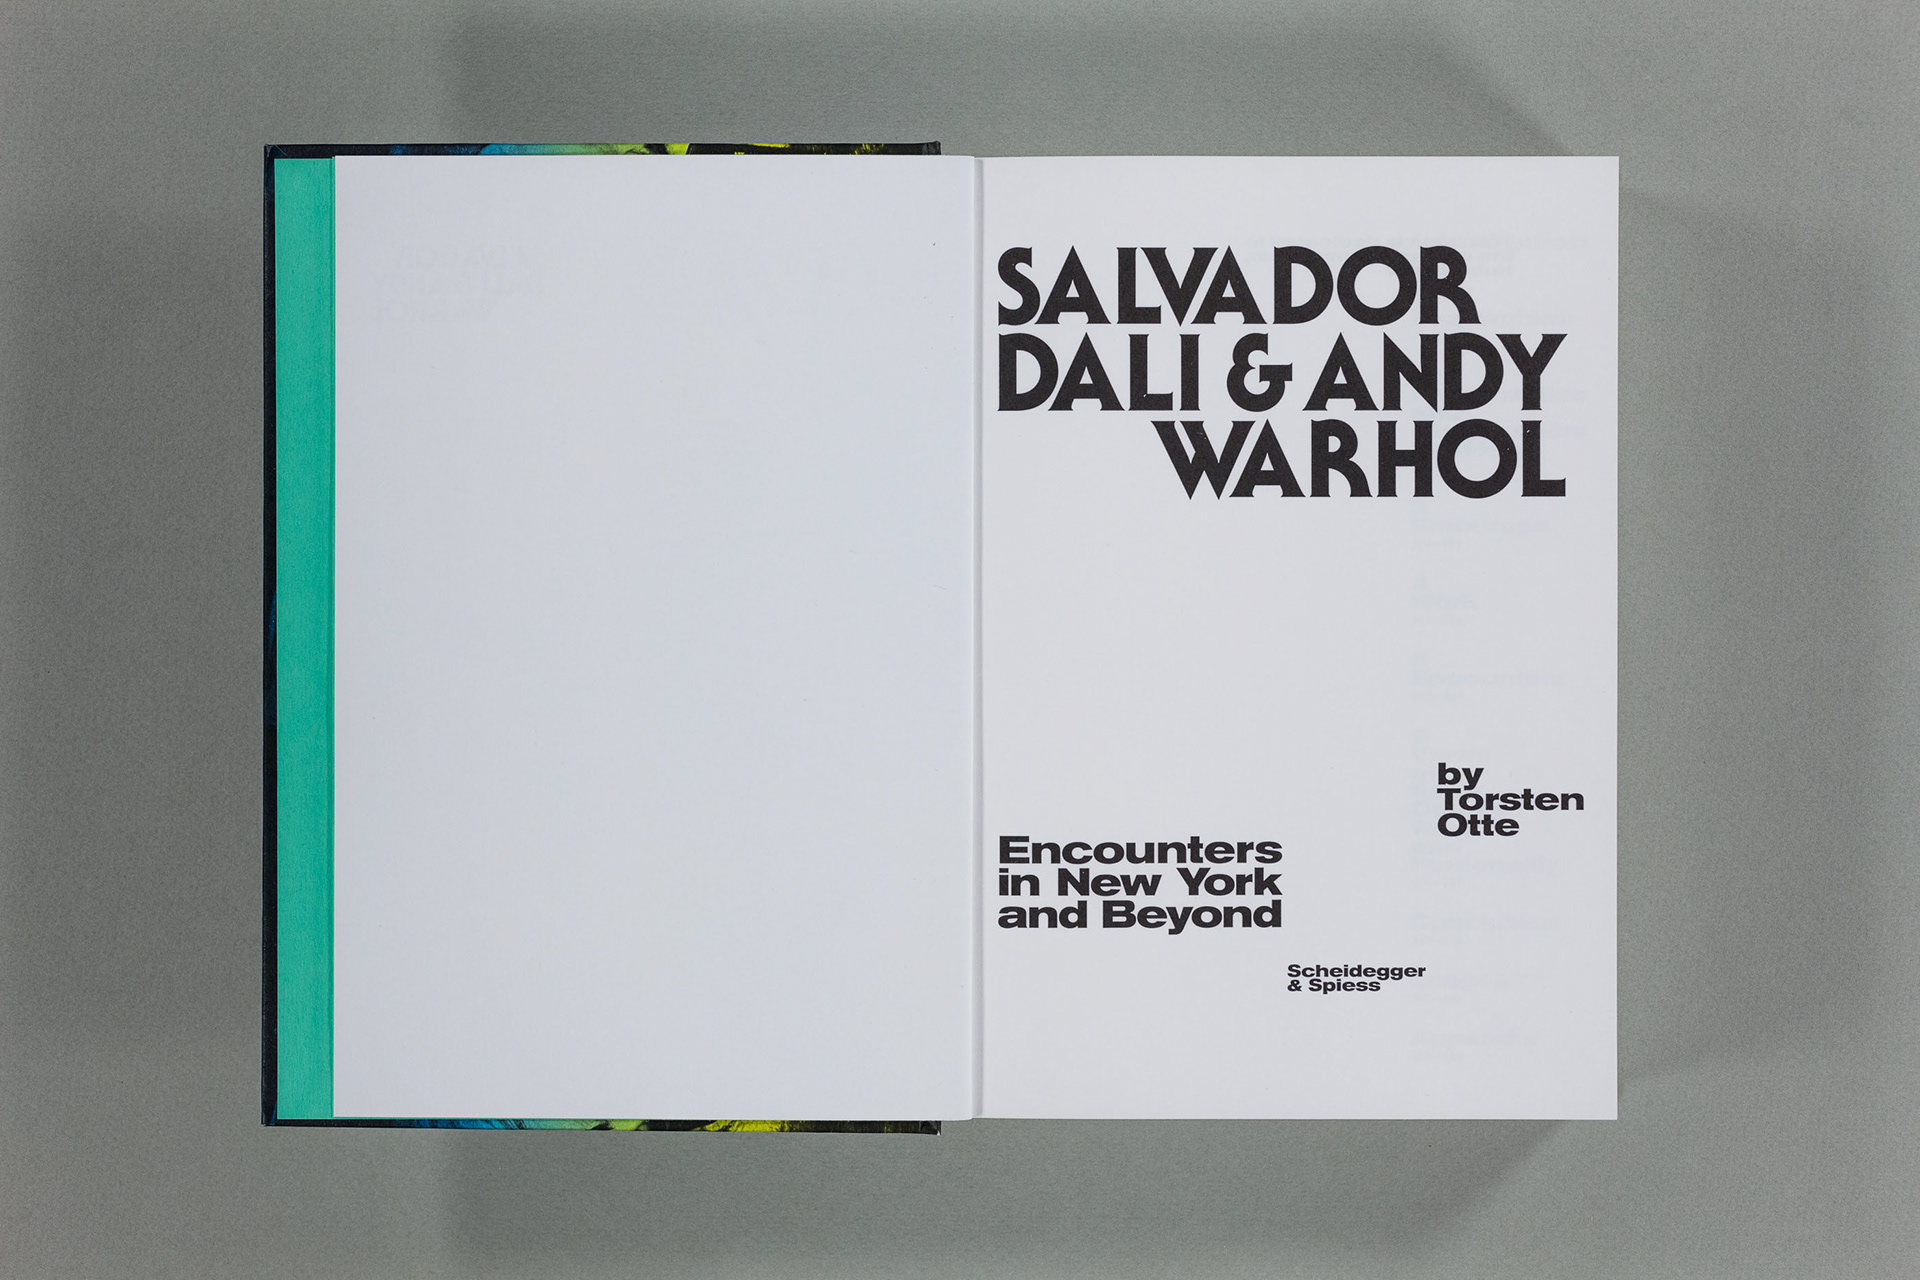 SALVADOR
DALI & ANDY
WARHOL
by
Torsten
Otte
Encounters
in New York
and Beyond
Scheidegger
& Spiess